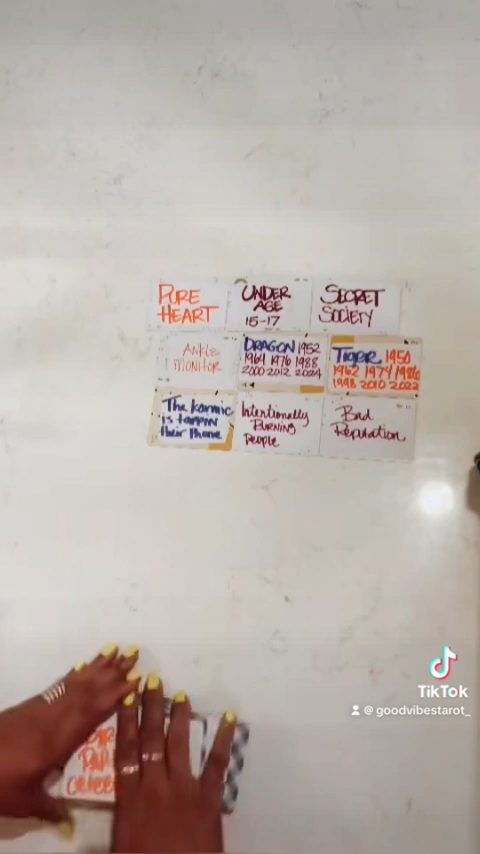 PURE
HEART
UNDER
AGE
15-17
SECRET
SOCIETY
ANKLE
MONITOR
DRAGON 1952
1964 1976 1988
2000 2012 2024
TIGER 1950
1962 1974 1986
1998 2010 2022
The karmic
is tappin
their Phone
Intentionally
BURNING
People
Bad
Reputation
TikTok
@goodvibestarot_